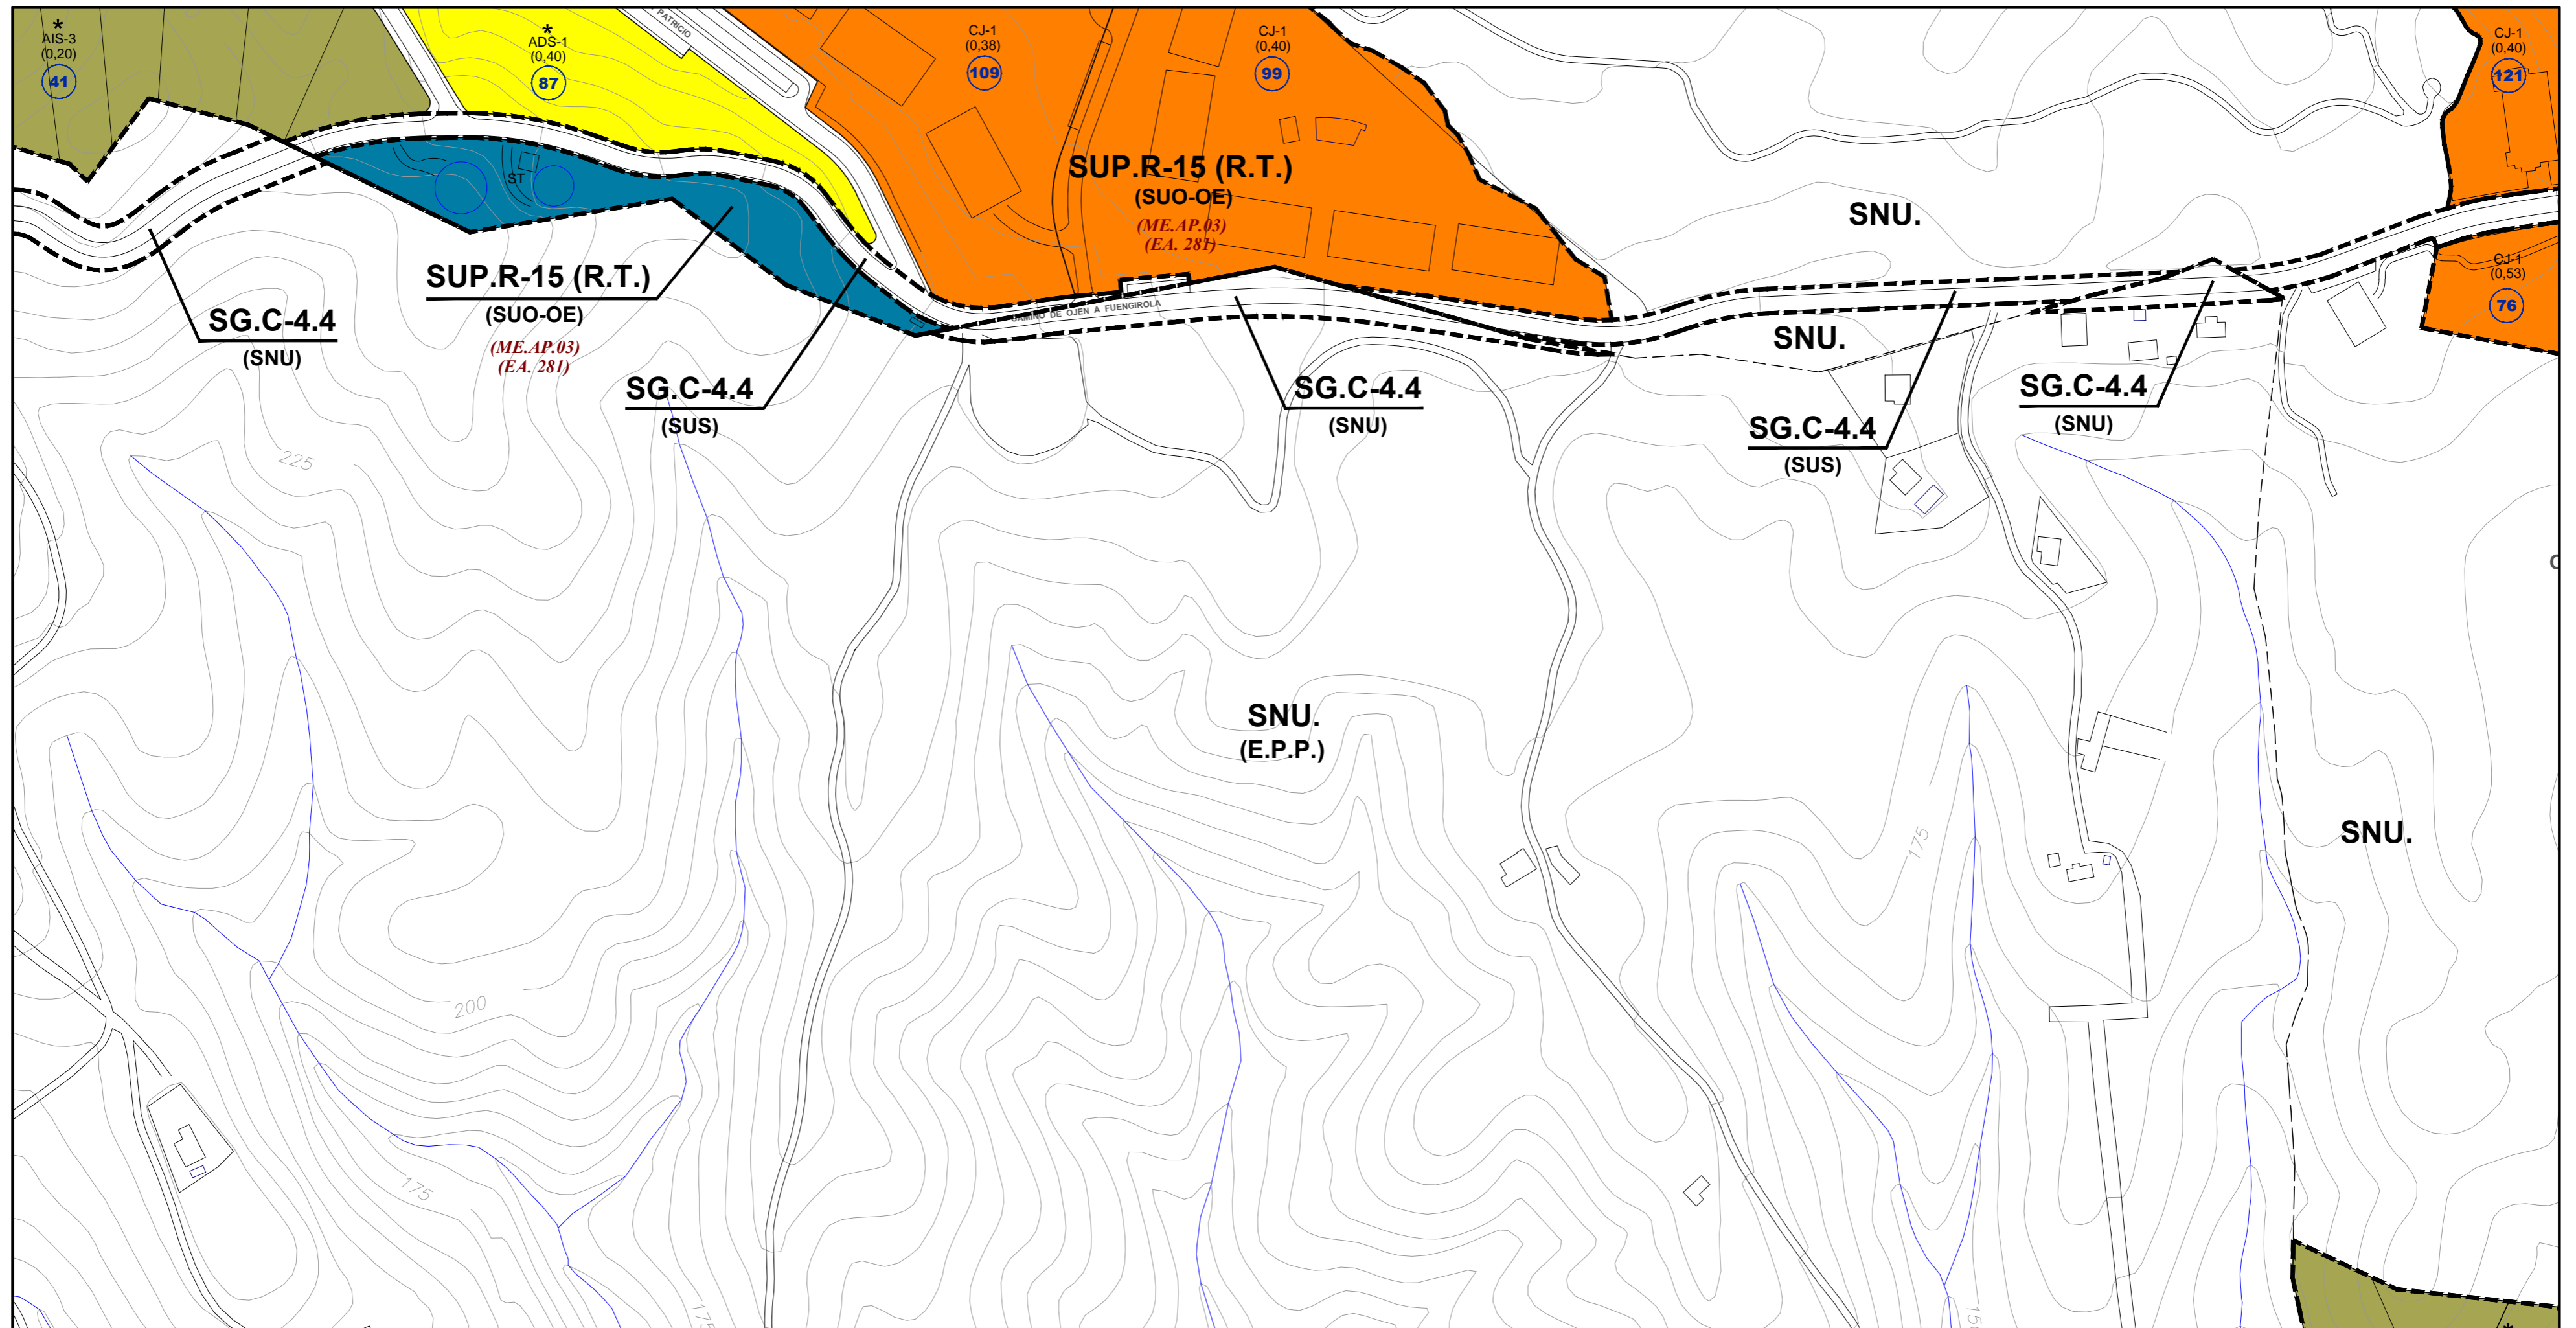 *
AIS-3
(0,20)
41
*
ADS-1
(0,40)
87
PATRICIO
CJ-1
(0,38)
109
CJ-1
(0,40)
99
CJ-1
(0,40)
121
SUP.R-15 (R.T.)
(SUO-OE)
(ME.AP.03)
(EA. 281)
ST
SNU.
SUP.R-15 (R.T.)
(SUO-OE)
(ME.AP.03)
(EA. 281)
CJ-1
(0,53)
76
CAMINO DE OJEN A FUENGIROLA
SG.C-4.4
(SNU)
SNU.
SG.C-4.4
(SUS)
SG.C-4.4
(SNU)
SG.C-4.4
(SNU)
SG.C-4.4
(SUS)
225
SNU.
(E.P.P.)
175
SNU.
200
175
175
*